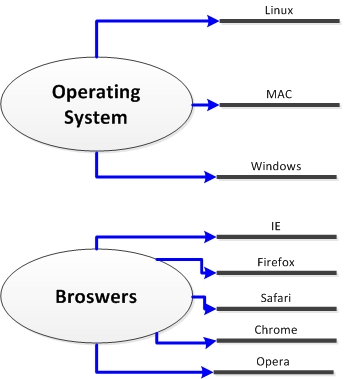 Linux
Operating
System
MAC
Windows
IE
Firefox
Broswers
Safari
Chrome
Opera